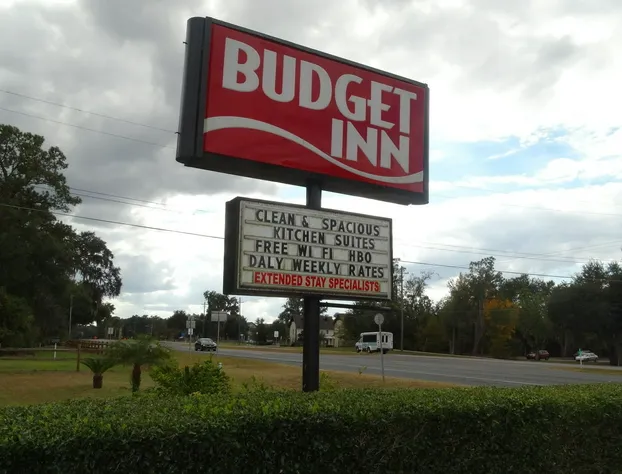 BUDGET
INN
CLEAN & SPACIOUS
KITCHEN SUITES
FREE WI FI HBO
DALY WEEKLY RATES
EXTENDED STAY SPECIALISTS